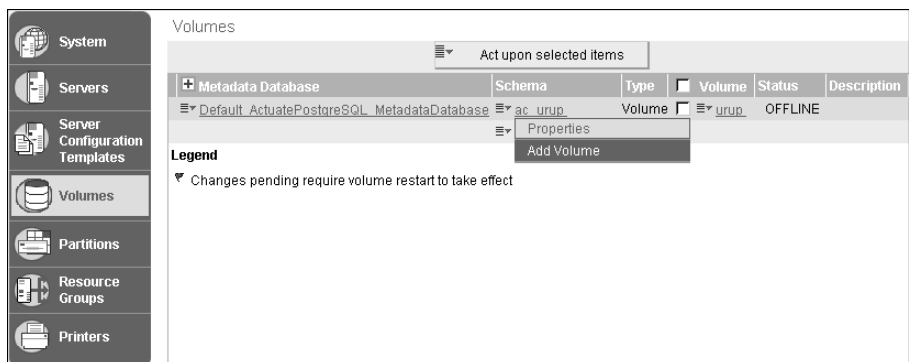 Volumes
System
Act upon selected items
Servers
Metadata Database Schema Type Volume Status Description
Default_ActuatePostgreSQL_MetadataDatabase ac_urup Volume urup OFFLINE
Server
Configuration
Templates
Properties
Add Volume
Legend
Changes pending require volume restart to take effect
Volumes
Partitions
Resource
Groups
Printers